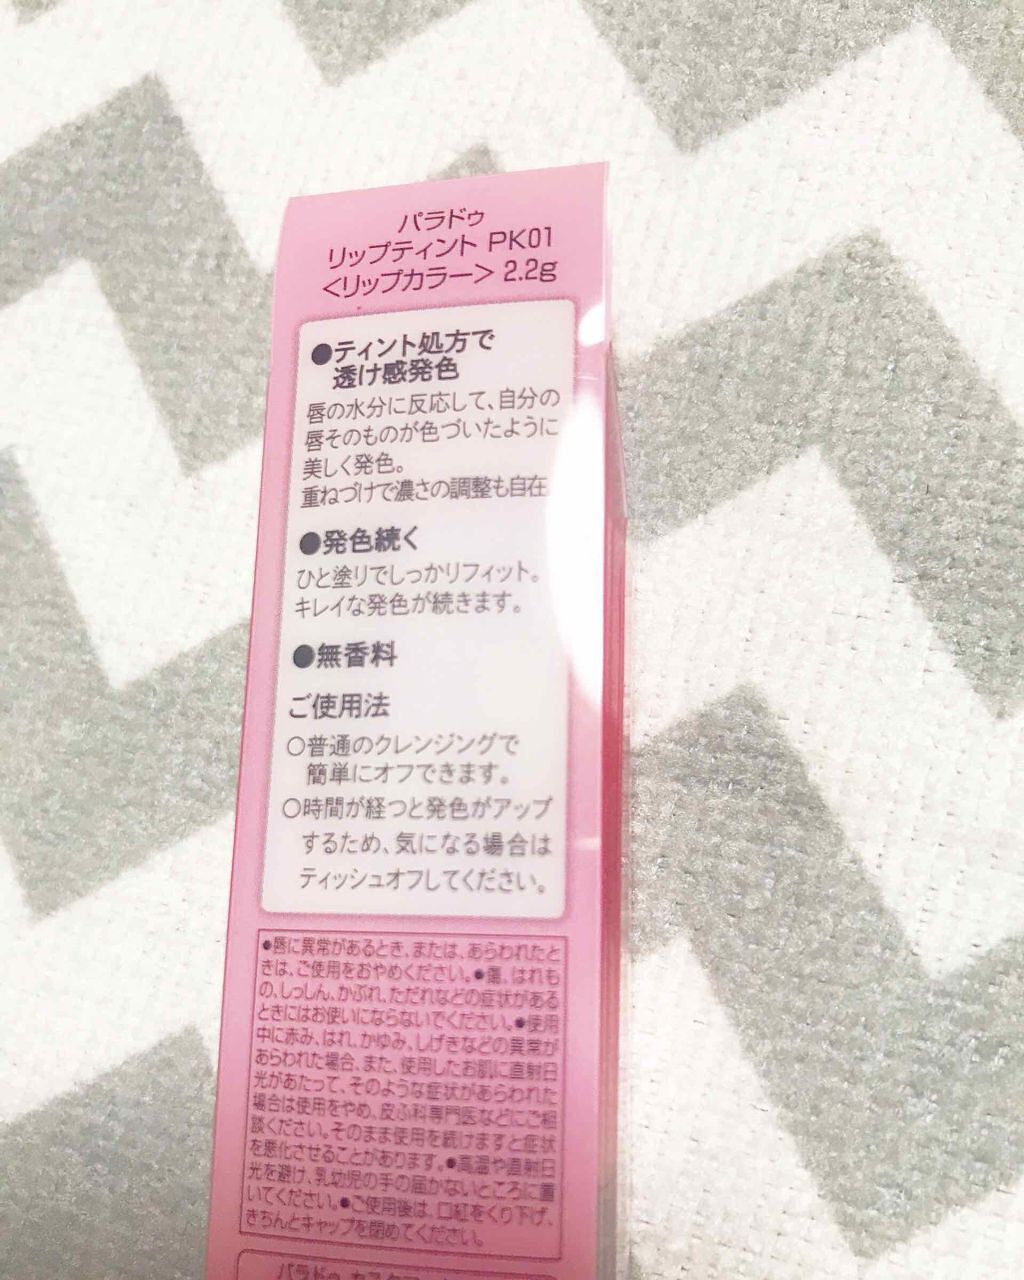 パラドゥ
リップティント PK01
<リップカラー> 2.2g
●ティント処方で
透け感発色
唇の水分に反応して、自分の
唇そのものが色づいたように
美しく発色。
重ねづけで濃さの調整も自在
●発色続く
ひと塗りでしっかりフィット。
キレイな発色が続きます。
●無香料
ご使用法
○普通のクレンジングで
簡単にオフできます。
○時間が経つと発色がアップ
するため、気になる場合は
ティッシュオフしてください。
●唇に異常があるとき、または、あらわれたと
きは、ご使用をおやめください。●傷、はれも
の、しっしん、かぶれ、ただれなどの症状がある
ときにはお使いにならないでください。●使用
中に赤み、はれ、かゆみ、しげきなどの異常が
あらわれた場合、また、使用したお肌に直射日
光があたって、そのような症状があらわれた
場合は使用をやめ、皮ふ科専門医などにご相
談ください。そのまま使用を続けますと症状
を悪化させることがあります。●高温や直射日
光を避け、乳幼児の手の届かないところに置
いてください。●ご使用後は、口紅をくり下げ、
きちんとキャップを閉めてください。
パラドゥ